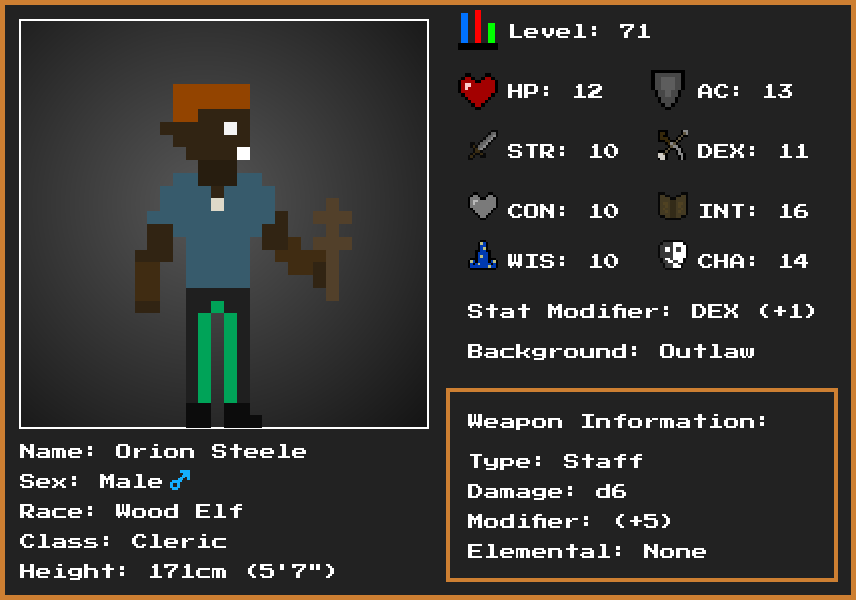 Level: 71
HP: 12
AC: 13
STR: 10
DEX: 11
CON: 10
INT: 16
WIS: 10
CHA: 14
Stat Modifier: DEX (+1)
Background: Outlaw
Weapon Information:
Type: Staff
Damage: d6
Modifier: (+5)
Elemental: None
Name: Orion Steele
Sex: Male ♂
Race: Wood Elf
Class: Cleric
Height: 171cm (5'7")